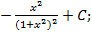 −x²/(1+x²)² + C;